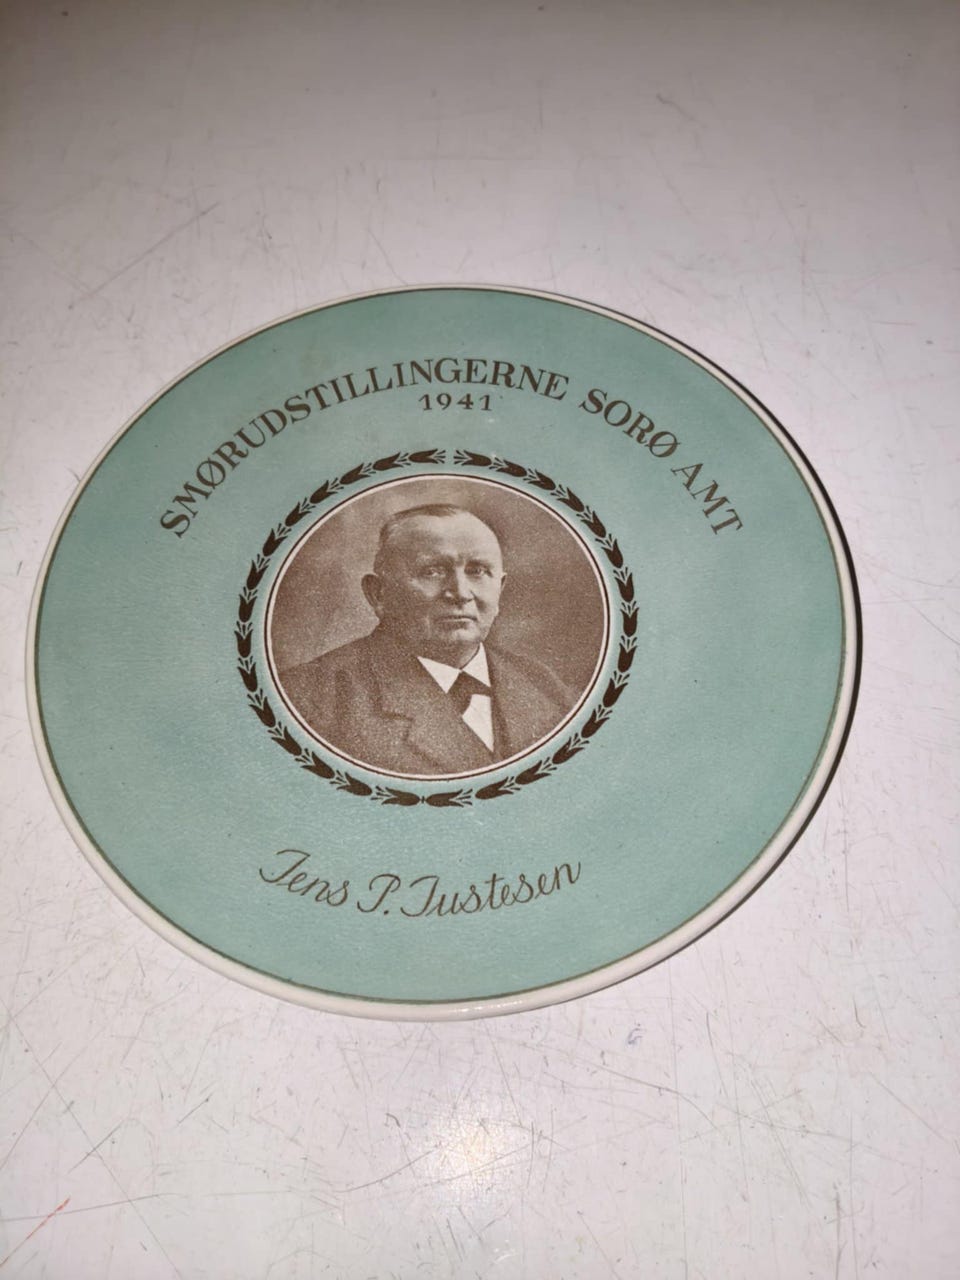 SMØRUDSTILLINGERNE SORØ AMT
1941
Jens P. Justesen